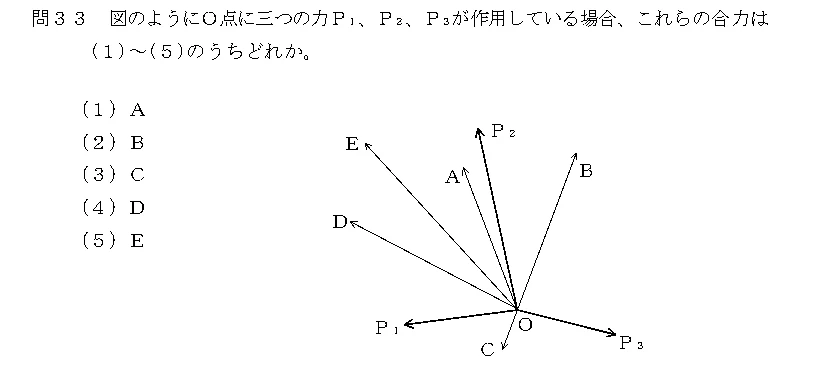 問３３　図のようにＯ点に三つの力Ｐ₁、Ｐ₂、Ｐ₃が作用している場合、これらの合力は
（１）～（５）のうちどれか。
（１）Ａ
（２）Ｂ
（３）Ｃ
（４）Ｄ
（５）Ｅ
Ｐ₂
Ｅ
Ａ
Ｂ
Ｄ
Ｐ₁
Ｏ
Ｃ
Ｐ₃